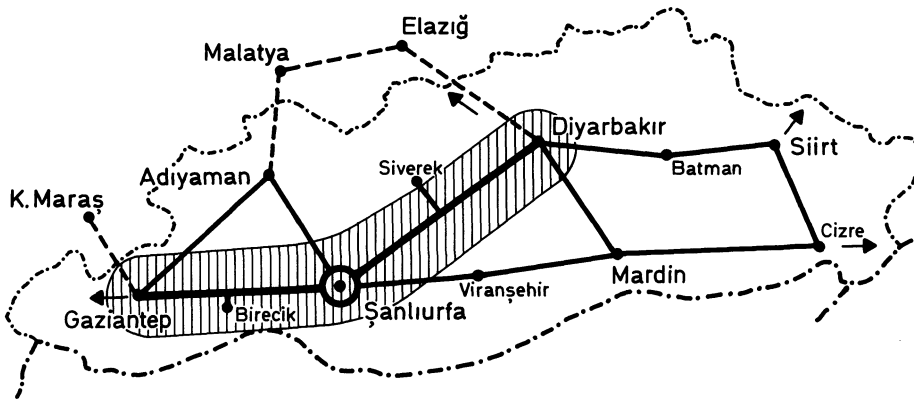 Elazığ
Malatya
Diyarbakır
Siirt
Batman
Siverek
Adıyaman
K. Maraş
Cizre
Mardin
Viranşehir
Şanlıurfa
Birecik
Gaziantep